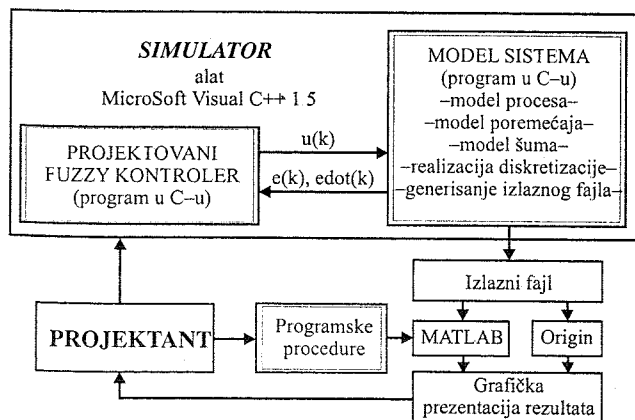 SIMULATOR
alat
MicroSoft Visual C++ 1.5
PROJEKTOVANI
FUZZY KONTROLER
(program u C–u)
u(k)
e(k), edot(k)
MODEL SISTEMA
(program u C–u)
–model procesa–
–model poremećaja–
–model šuma–
–realizacija diskretizacije–
–generisanje izlaznog fajla–
Izlazni fajl
PROJEKTANT
Programske
procedure
MATLAB
Origin
Grafička
prezentacija rezultata